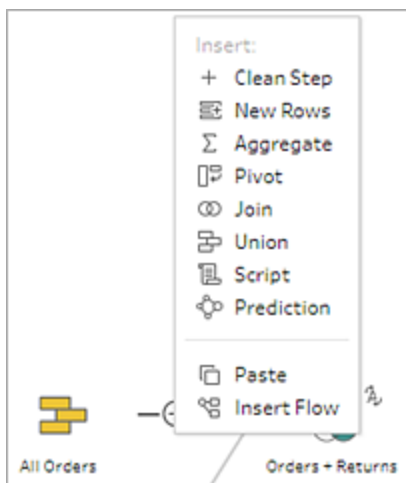 Insert:
Clean Step
New Rows
Aggregate
Pivot
Join
Union
Script
Prediction
Paste
Insert Flow
All Orders
Orders + Returns